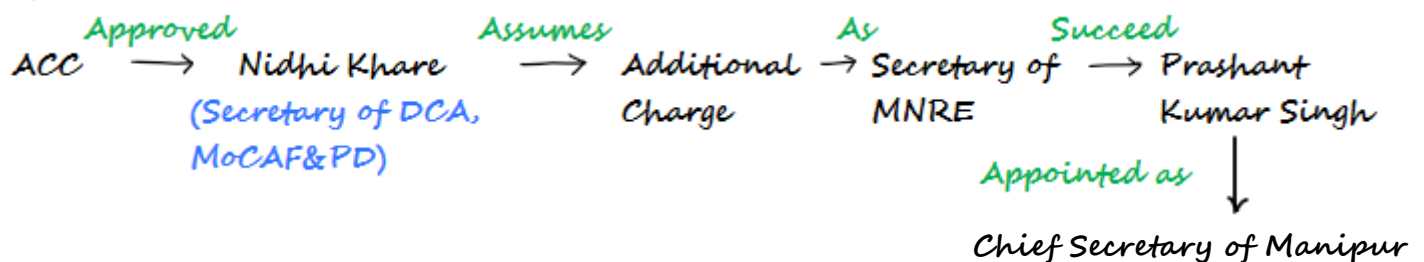 Approved Assumes As Succeed
ACC → Nidhi Khare → Additional → Secretary of → Prashant
(Secretary of DCA, Charge MNRE Kumar Singh
MoCAF&PD)
Appointed as
Chief Secretary of Manipur